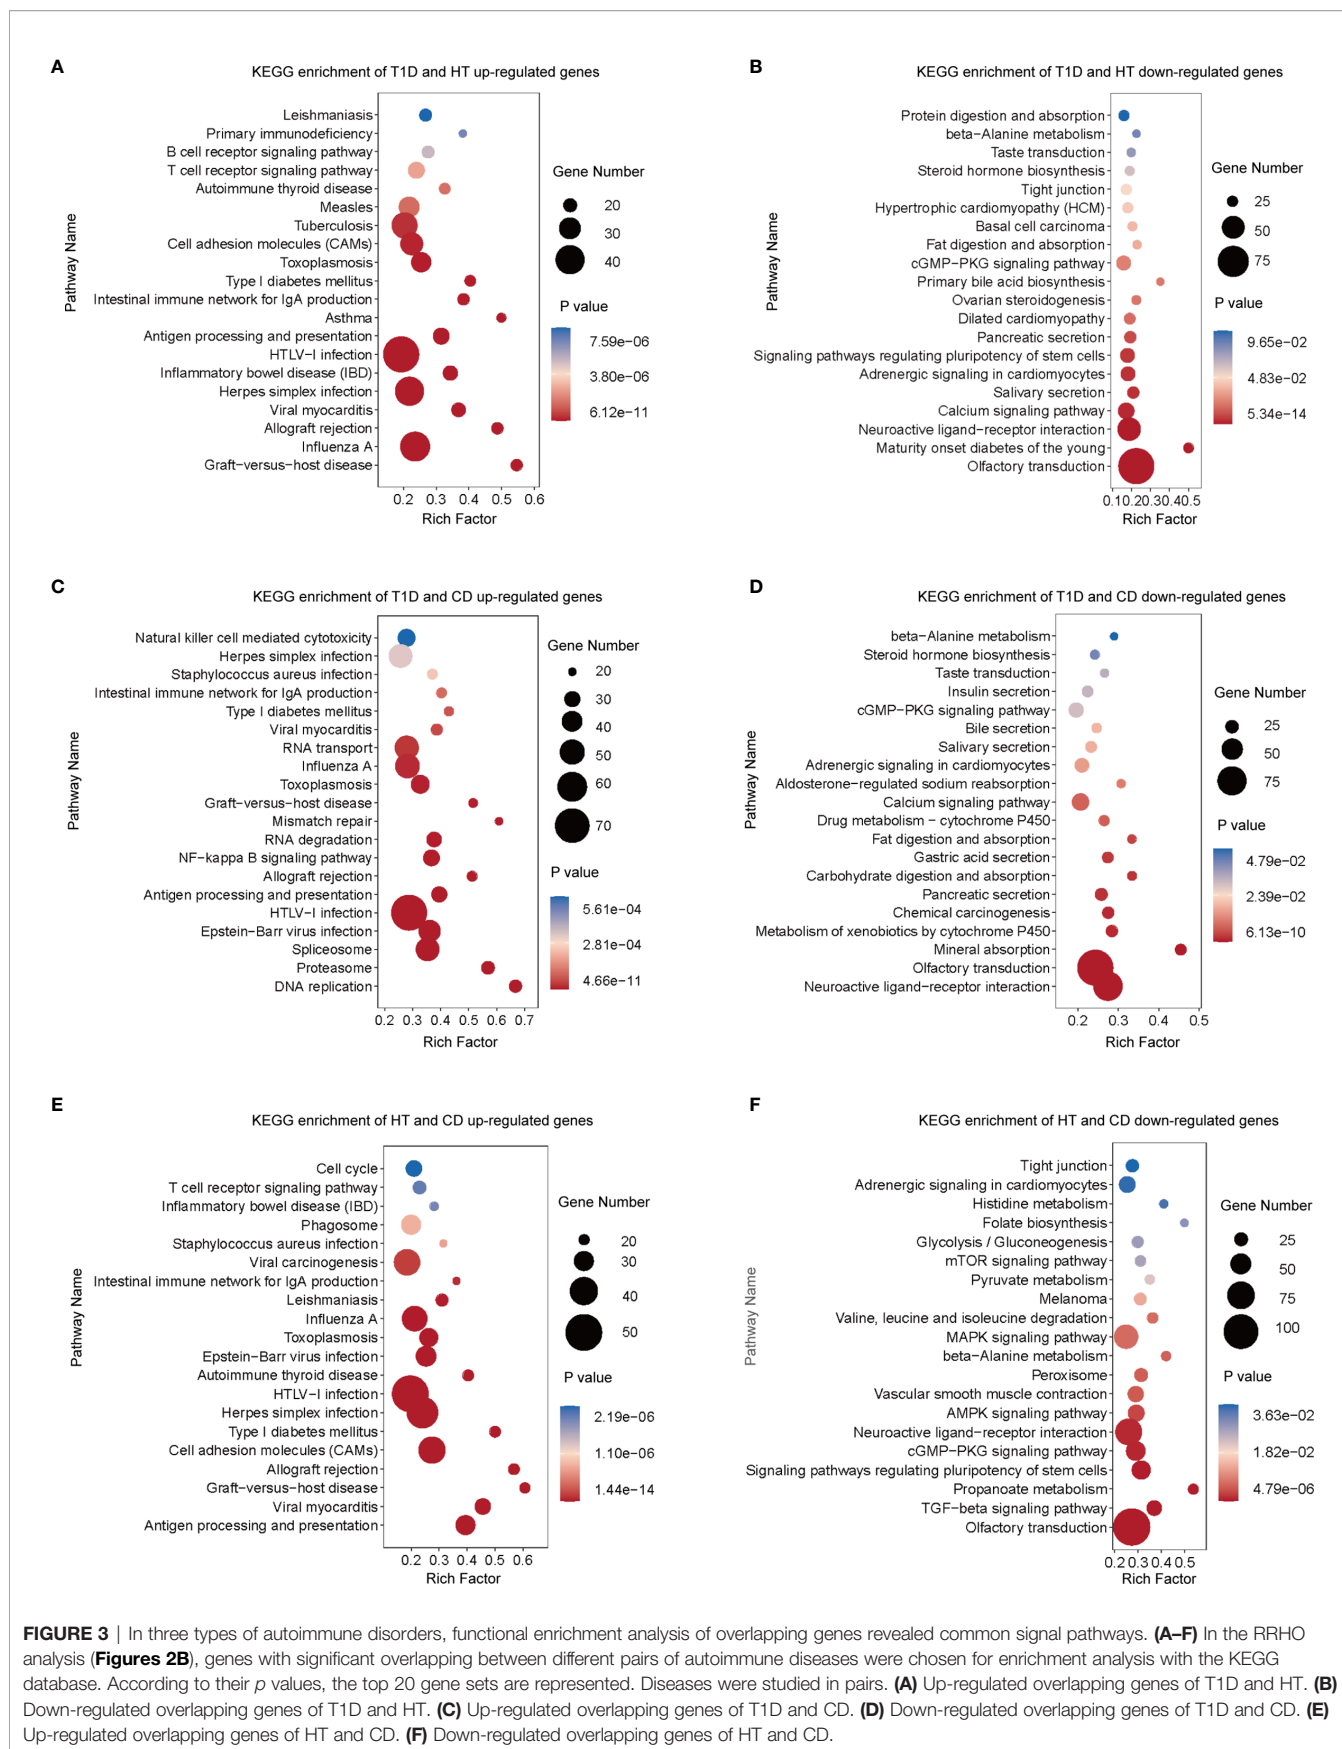 A
KEGG enrichment of T1D and HT up-regulated genes
Pathway Name
Leishmaniasis
Primary immunodeficiency
B cell receptor signaling pathway
T cell receptor signaling pathway
Autoimmune thyroid disease
Measles
Tuberculosis
Cell adhesion molecules (CAMs)
Toxoplasmosis
Type I diabetes mellitus
Intestinal immune network for IgA production
Asthma
Antigen processing and presentation
HTLV−I infection
Inflammatory bowel disease (IBD)
Herpes simplex infection
Viral myocarditis
Allograft rejection
Influenza A
Graft−versus−host disease
0.2 0.3 0.4 0.5 0.6
Rich Factor
Gene Number
20
30
40
P value
7.59e−06
3.80e−06
6.12e−11
B
KEGG enrichment of T1D and HT down-regulated genes
Pathway Name
Protein digestion and absorption
beta−Alanine metabolism
Taste transduction
Steroid hormone biosynthesis
Tight junction
Hypertrophic cardiomyopathy (HCM)
Basal cell carcinoma
Fat digestion and absorption
cGMP−PKG signaling pathway
Primary bile acid biosynthesis
Ovarian steroidogenesis
Dilated cardiomyopathy
Pancreatic secretion
Signaling pathways regulating pluripotency of stem cells
Adrenergic signaling in cardiomyocytes
Salivary secretion
Calcium signaling pathway
Neuroactive ligand−receptor interaction
Maturity onset diabetes of the young
Olfactory transduction
0.1 0.2 0.3 0.4 0.5
Rich Factor
Gene Number
25
50
75
P value
9.65e−02
4.83e−02
5.34e−14
C
KEGG enrichment of T1D and CD up-regulated genes
Pathway Name
Natural killer cell mediated cytotoxicity
Herpes simplex infection
Staphylococcus aureus infection
Intestinal immune network for IgA production
Type I diabetes mellitus
Viral myocarditis
RNA transport
Influenza A
Toxoplasmosis
Graft−versus−host disease
Mismatch repair
RNA degradation
NF−kappa B signaling pathway
Allograft rejection
Antigen processing and presentation
HTLV−I infection
Epstein−Barr virus infection
Spliceosome
Proteasome
DNA replication
0.2 0.3 0.4 0.5 0.6 0.7
Rich Factor
Gene Number
20
30
40
50
60
70
P value
5.61e−04
2.81e−04
4.66e−11
D
KEGG enrichment of T1D and CD down-regulated genes
Pathway Name
beta−Alanine metabolism
Steroid hormone biosynthesis
Taste transduction
Insulin secretion
cGMP−PKG signaling pathway
Bile secretion
Salivary secretion
Adrenergic signaling in cardiomyocytes
Aldosterone−regulated sodium reabsorption
Calcium signaling pathway
Drug metabolism − cytochrome P450
Fat digestion and absorption
Gastric acid secretion
Carbohydrate digestion and absorption
Pancreatic secretion
Chemical carcinogenesis
Metabolism of xenobiotics by cytochrome P450
Mineral absorption
Olfactory transduction
Neuroactive ligand−receptor interaction
0.2 0.3 0.4 0.5
Rich Factor
Gene Number
25
50
75
P value
4.79e−02
2.39e−02
6.13e−10
E
KEGG enrichment of HT and CD up-regulated genes
Pathway Name
Cell cycle
T cell receptor signaling pathway
Inflammatory bowel disease (IBD)
Phagosome
Staphylococcus aureus infection
Viral carcinogenesis
Intestinal immune network for IgA production
Leishmaniasis
Influenza A
Toxoplasmosis
Epstein−Barr virus infection
Autoimmune thyroid disease
HTLV−I infection
Herpes simplex infection
Type I diabetes mellitus
Cell adhesion molecules (CAMs)
Allograft rejection
Graft−versus−host disease
Viral myocarditis
Antigen processing and presentation
0.2 0.3 0.4 0.5 0.6
Rich Factor
Gene Number
20
30
40
50
P value
2.19e−06
1.10e−06
1.44e−14
F
KEGG enrichment of HT and CD down-regulated genes
Pathway Name
Tight junction
Adrenergic signaling in cardiomyocytes
Histidine metabolism
Folate biosynthesis
Glycolysis / Gluconeogenesis
mTOR signaling pathway
Pyruvate metabolism
Melanoma
Valine, leucine and isoleucine degradation
MAPK signaling pathway
beta−Alanine metabolism
Peroxisome
Vascular smooth muscle contraction
AMPK signaling pathway
Neuroactive ligand−receptor interaction
cGMP−PKG signaling pathway
Signaling pathways regulating pluripotency of stem cells
Propanoate metabolism
TGF−beta signaling pathway
Olfactory transduction
0.2 0.3 0.4 0.5
Rich Factor
Gene Number
25
50
75
100
P value
3.63e−02
1.82e−02
4.79e−06
FIGURE 3 | In three types of autoimmune disorders, functional enrichment analysis of overlapping genes revealed common signal pathways. (A–F) In the RRHO
analysis (Figures 2B), genes with significant overlapping between different pairs of autoimmune diseases were chosen for enrichment analysis with the KEGG
database. According to their p values, the top 20 gene sets are represented. Diseases were studied in pairs. (A) Up-regulated overlapping genes of T1D and HT. (B)
Down-regulated overlapping genes of T1D and HT. (C) Up-regulated overlapping genes of T1D and CD. (D) Down-regulated overlapping genes of T1D and CD. (E)
Up-regulated overlapping genes of HT and CD. (F) Down-regulated overlapping genes of HT and CD.